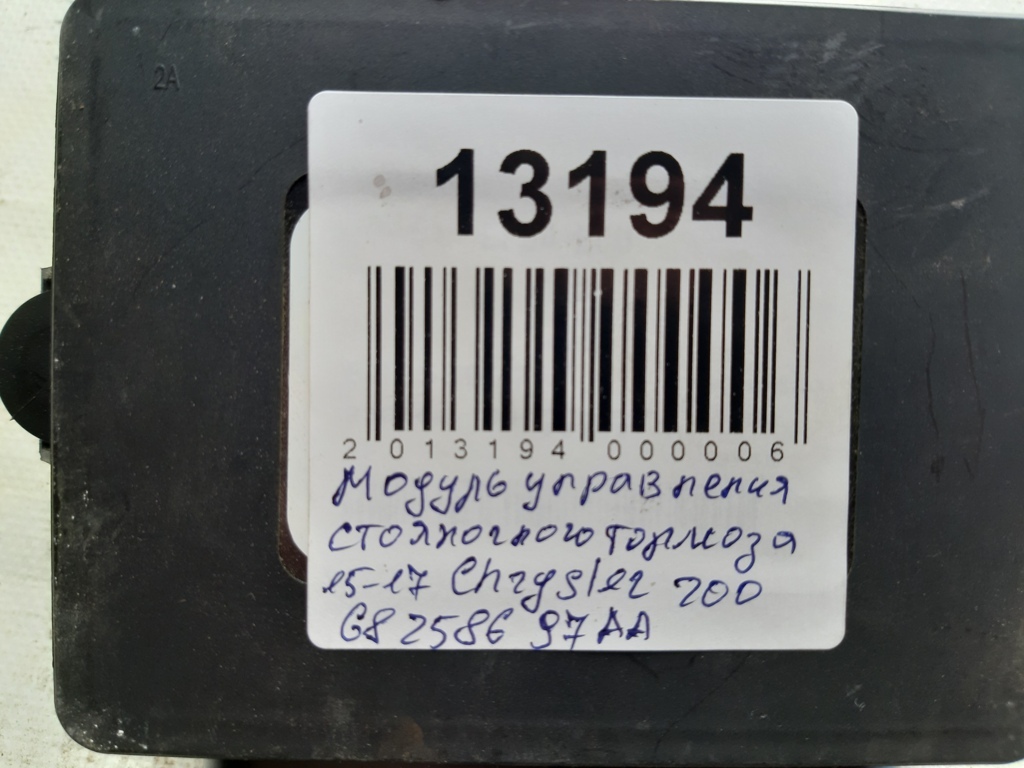 2A
13194
2 013194 000006
Модуль управления
стояночного тормоза
15-17 Chrysler 200
68258697AA